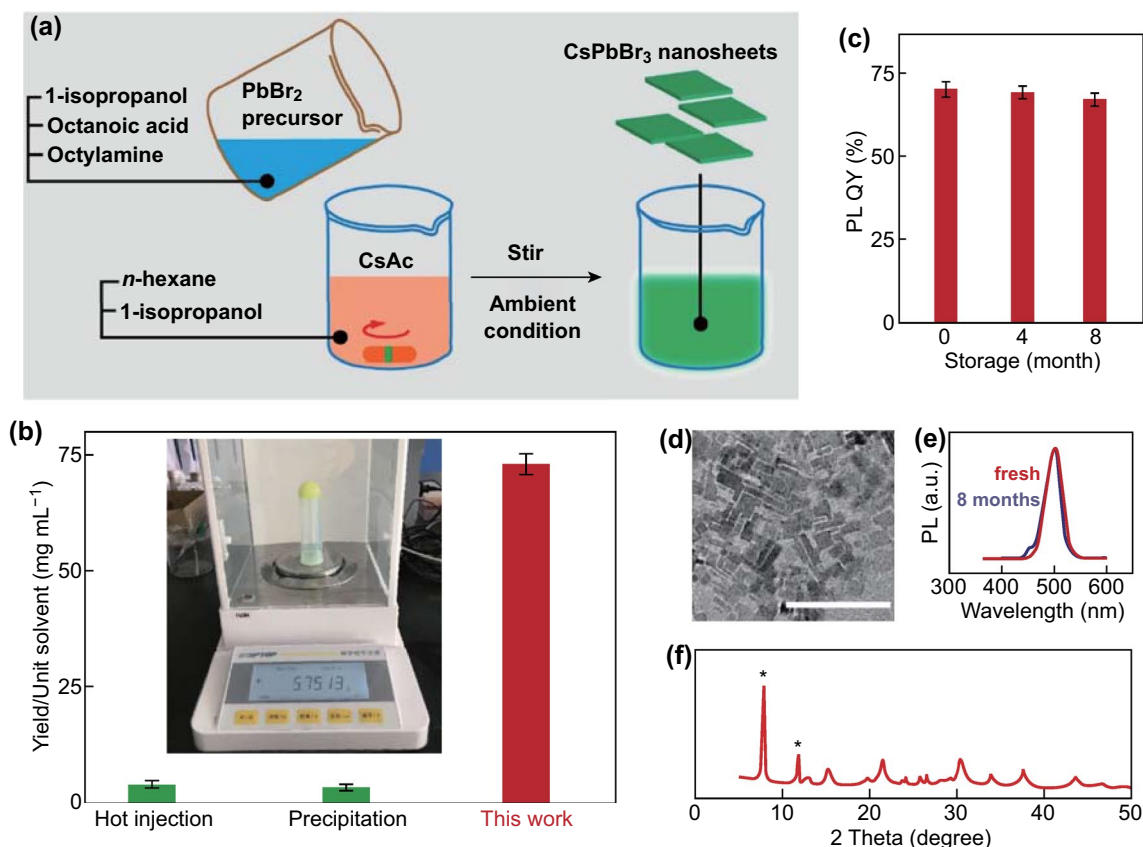 (a)
1-isopropanol
Octanoic acid
Octylamine
PbBr₂
precursor
n-hexane
1-isopropanol
CsAc
Stir
Ambient
condition
CsPbBr₃ nanosheets
(c)
PL QY (%)
75
50
25
0
0 4 8
Storage (month)
(b)
Yield/Unit solvent (mg mL⁻¹)
75
50
25
0
5.7513
Hot injection Precipitation This work
(d)
(e)
PL (a.u.)
fresh
8 months
300 400 500 600
Wavelength (nm)
(f)
*
*
0 10 20 30 40 50
2 Theta (degree)